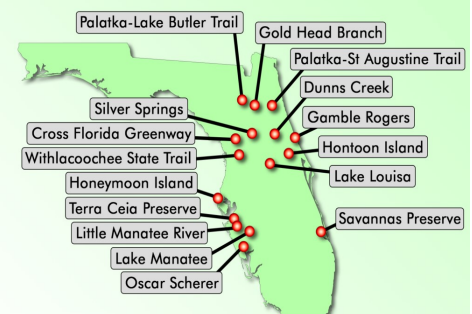 Palatka-Lake Butler Trail
Gold Head Branch
Palatka-St Augustine Trail
Dunns Creek
Silver Springs
Gamble Rogers
Cross Florida Greenway
Hontoon Island
Withlacoochee State Trail
Lake Louisa
Honeymoon Island
Terra Ceia Preserve
Savannas Preserve
Little Manatee River
Lake Manatee
Oscar Scherer